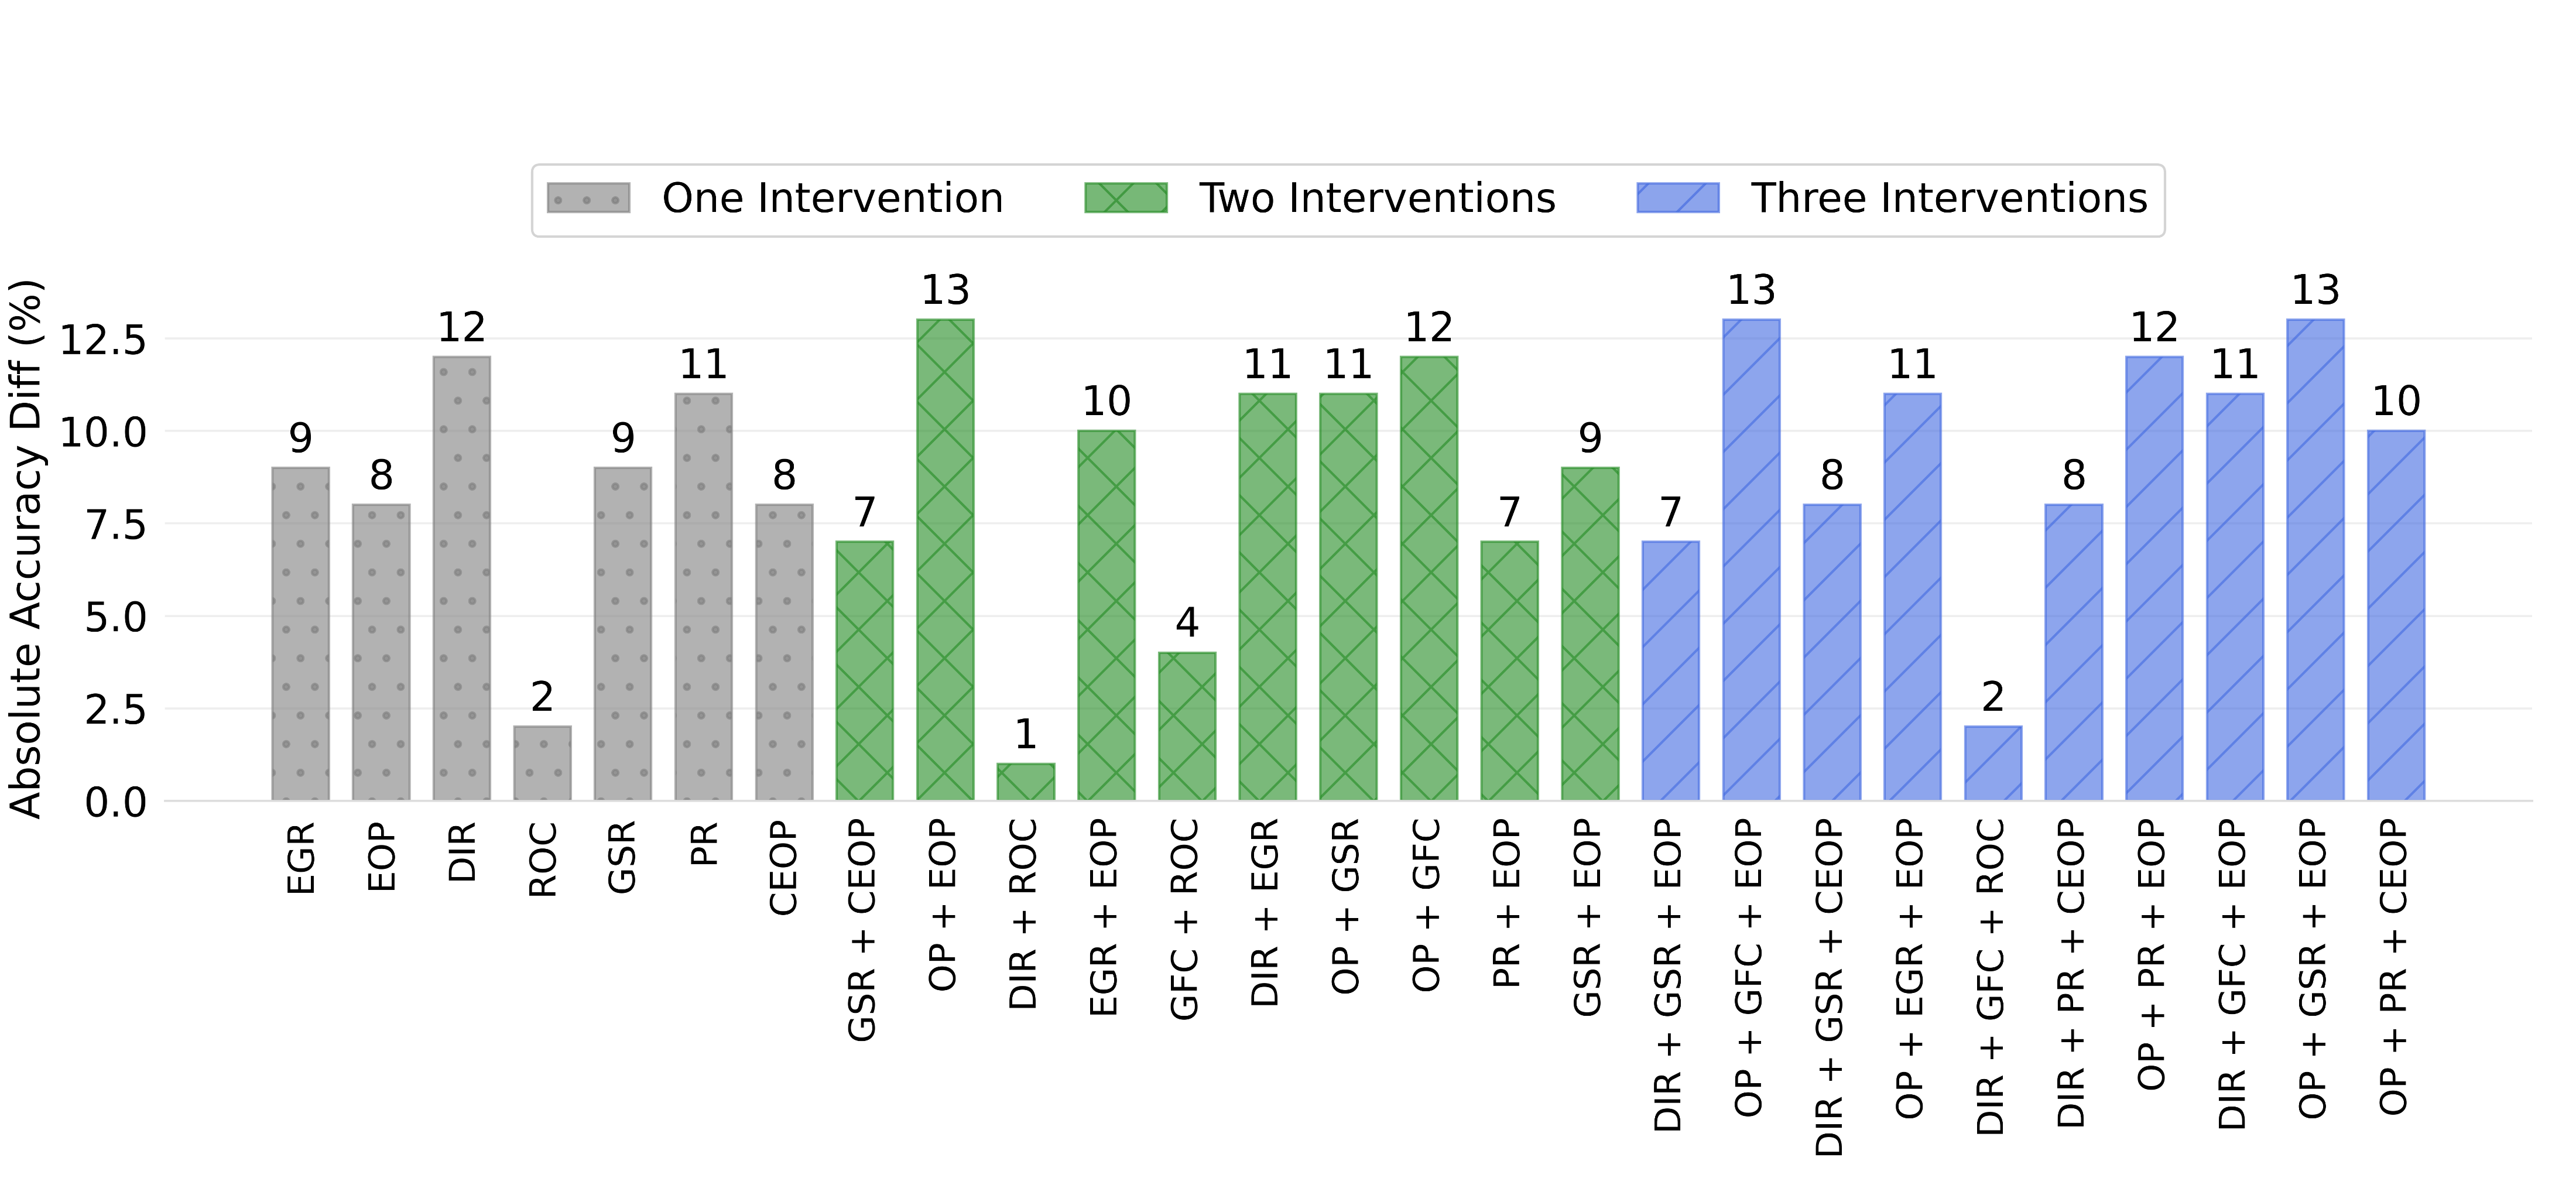 One Intervention
Two Interventions
Three Interventions
Absolute Accuracy Diff (%)
12.5
10.0
7.5
5.0
2.5
0.0
9
8
12
2
9
11
8
7
13
1
10
4
11
11
12
7
9
7
13
8
11
2
8
12
11
13
10
EGR
EOP
DIR
ROC
GSR
PR
CEOP
GSR + CEOP
OP + EOP
DIR + ROC
EGR + EOP
GFC + ROC
DIR + EGR
OP + GSR
OP + GFC
PR + EOP
GSR + EOP
DIR + GSR + EOP
OP + GFC + EOP
DIR + GSR + CEOP
OP + EGR + EOP
DIR + GFC + ROC
DIR + PR + CEOP
OP + PR + EOP
DIR + GFC + EOP
OP + GSR + EOP
OP + PR + CEOP